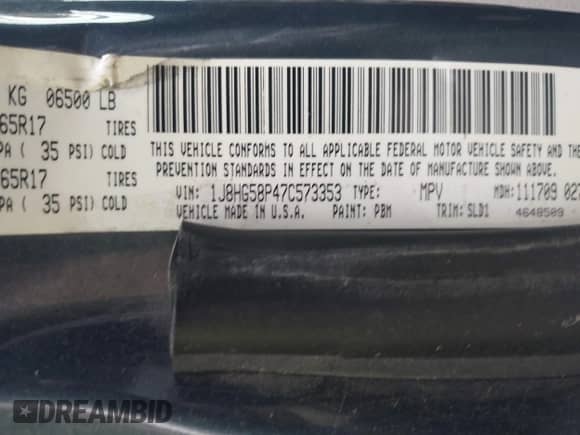 KG 06500 LB
65R17 TIRES
PA ( 35 PSI) COLD
65R17 TIRES
PA ( 35 PSI) COLD
THIS VEHICLE CONFORMS TO ALL APPLICABLE FEDERAL MOTOR VEHICLE SAFETY AND THE
PREVENTION STANDARDS IN EFFECT ON THE DATE OF MANUFACTURE SHOWN ABOVE.
VIN: 1J8HG58P47C573353 TYPE: MPV MDH: 111709 02
VEHICLE MADE IN U.S.A. PAINT: PBM TRIM: SLD1 4648509
DREAMBID